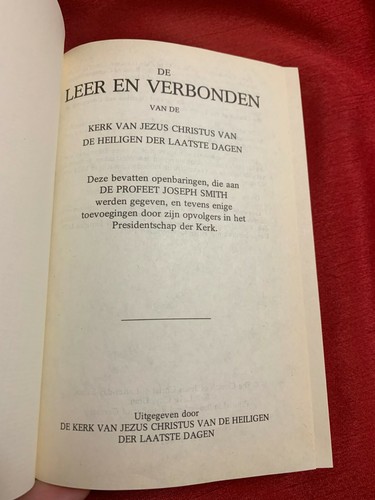 DE
LEER EN VERBONDEN
VAN DE
KERK VAN JEZUS CHRISTUS VAN
DE HEILIGEN DER LAATSTE DAGEN
Deze bevatten openbaringen, die aan
DE PROFEET JOSEPH SMITH
werden gegeven, en tevens enige
toevoegingen door zijn opvolgers in het
Presidentschap der Kerk.
Uitgegeven door
DE KERK VAN JEZUS CHRISTUS VAN DE HEILIGEN
DER LAATSTE DAGEN